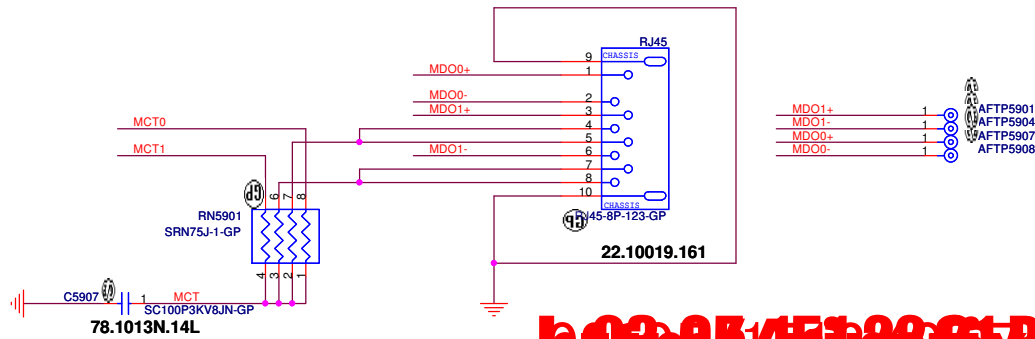 RJ45
CHASSIS
9
MDO0+
1
MDO0-
2
MDO1+
3
4
5
MDO1-
6
7
8
10
CHASSIS
RJ45-8P-123-GP
22.10019.161
MCT0
MCT1
5 6 7 8
RN5901
SRN75J-1-GP
4 3 2 1
C5907
1
MCT
SC100P3KV8JN-GP
78.1013N.14L
MDO1+ 1 AFTP5901
MDO1- 1 AFTP5904
MDO0+ 1 AFTP5907
MDO0- 1 AFTP5908